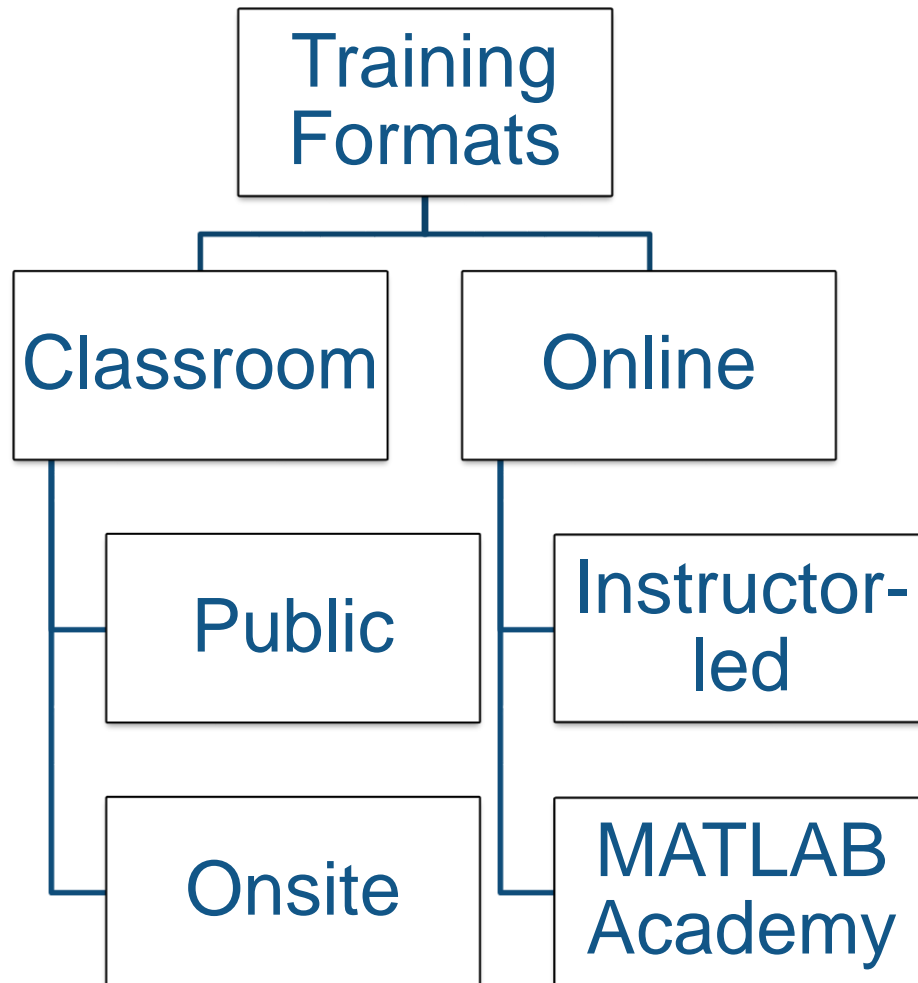 Training
Formats
Classroom
Online
Public
Instructor-
led
Onsite
MATLAB
Academy